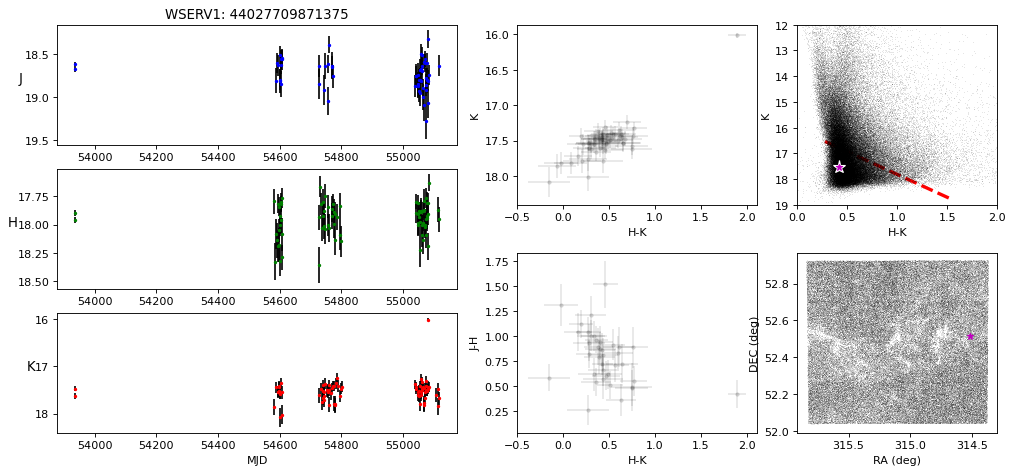 WSERV1: 44027709871375
J
18.5
19.0
19.5
54000 54200 54400 54600 54800 55000
H
17.75
18.00
18.25
18.50
54000 54200 54400 54600 54800 55000
K
16
17
18
54000 54200 54400 54600 54800 55000
MJD
K
16.0
16.5
17.0
17.5
18.0
−0.5 0.0 0.5 1.0 1.5 2.0
H-K
J-H
1.75
1.50
1.25
1.00
0.75
0.50
0.25
−0.5 0.0 0.5 1.0 1.5 2.0
H-K
K
12
13
14
15
16
17
18
19
0.0 0.5 1.0 1.5 2.0
H-K
DEC (deg)
52.8
52.6
52.4
52.2
52.0
315.5 315.0 314.5
RA (deg)